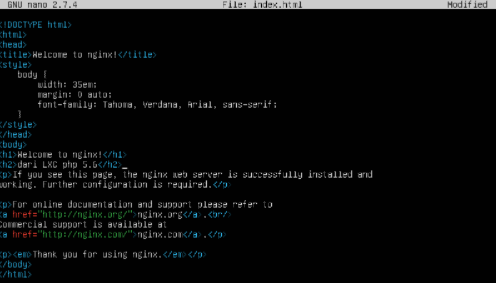 GNU nano 2.7.4 File: index.html Modified
<!DOCTYPE html>
<html>
<head>
<title>Welcome to nginx!</title>
<style>
body {
width: 35em;
margin: 0 auto;
font-family: Tahoma, Verdana, Arial, sans-serif;
}
</style>
</head>
<body>
<h1>Welcome to nginx!</h1>
<h2>dari LXC php 5.6</h2>
<p>If you see this page, the nginx web server is successfully installed and
working. Further configuration is required.</p>
<p>For online documentation and support please refer to
<a href="http://nginx.org/">nginx.org</a>.<br/>
Commercial support is available at
<a href="http://nginx.com/">nginx.com</a>.</p>
<p><em>Thank you for using nginx.</em></p>
</body>
</html>